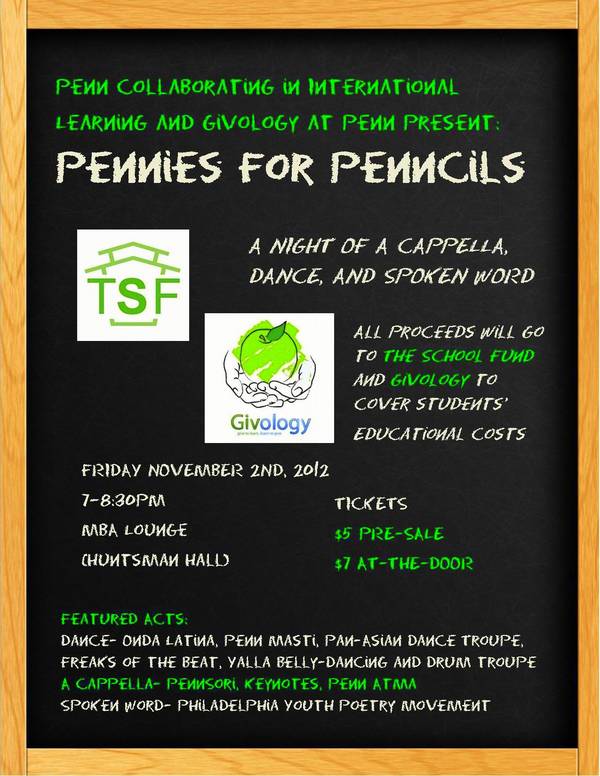 PENN COLLABORATING IN INTERNATIONAL
LEARNING AND GIVOLOGY AT PENN PRESENT:
PENNIES FOR PENNCILS
A NIGHT OF A CAPPELLA,
DANCE, AND SPOKEN WORD
TSF
ALL PROCEEDS WILL GO
TO THE SCHOOL FUND
AND GIVOLOGY TO
COVER STUDENTS'
EDUCATIONAL COSTS
Givology
FRIDAY NOVEMBER 2ND, 2012
7-8:30PM
MBA LOUNGE
(HUNTSMAN HALL)
TICKETS
$5 PRE-SALE
$7 AT-THE-DOOR
FEATURED ACTS:
DANCE- ONDA LATINA, PENN MASTI, PAN-ASIAN DANCE TROUPE,
FREAKS OF THE BEAT, YALLA BELLY-DANCING AND DRUM TROUPE
A CAPPELLA- PENNSORI, KEYNOTES, PENN ATMA
SPOKEN WORD- PHILADELPHIA YOUTH POETRY MOVEMENT